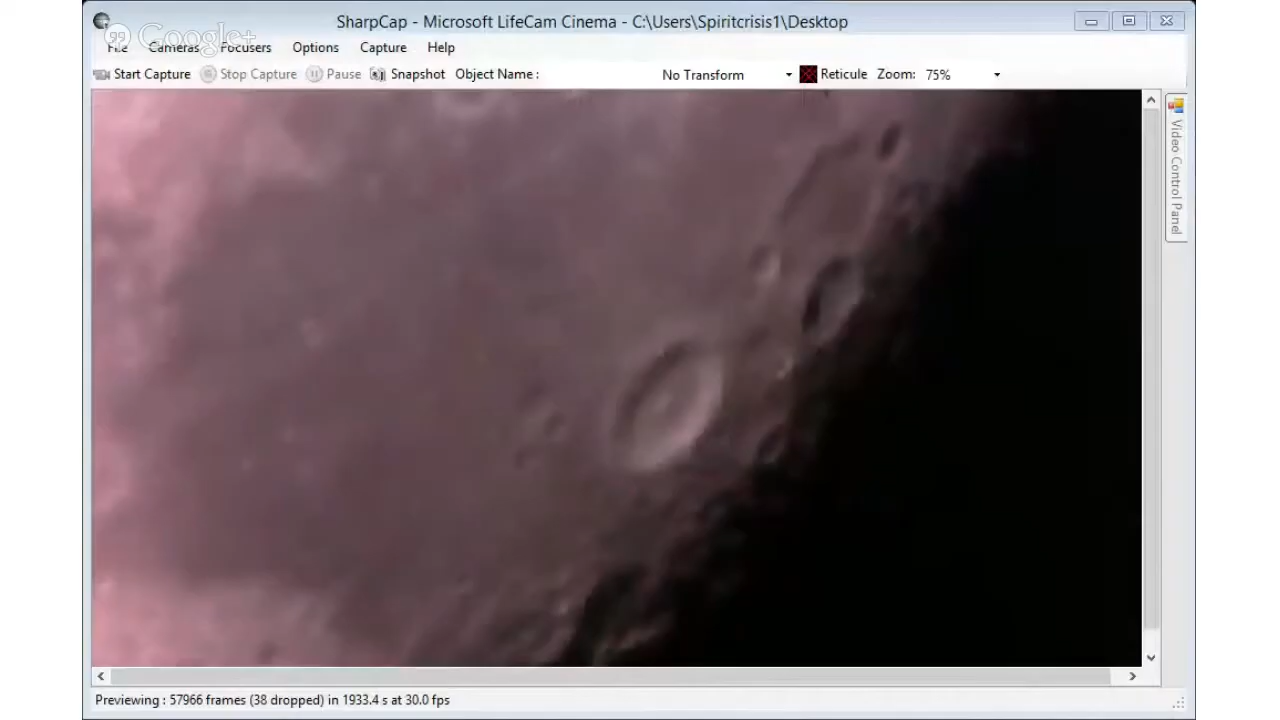 SharpCap - Microsoft LifeCam Cinema - C:\Users\Spiritcrisis1\Desktop
Google+
File Cameras Focusers Options Capture Help
Start Capture Stop Capture Pause Snapshot Object Name : No Transform Reticule Zoom: 75%
Video Control Panel
Previewing : 57966 frames (38 dropped) in 1933.4 s at 30.0 fps